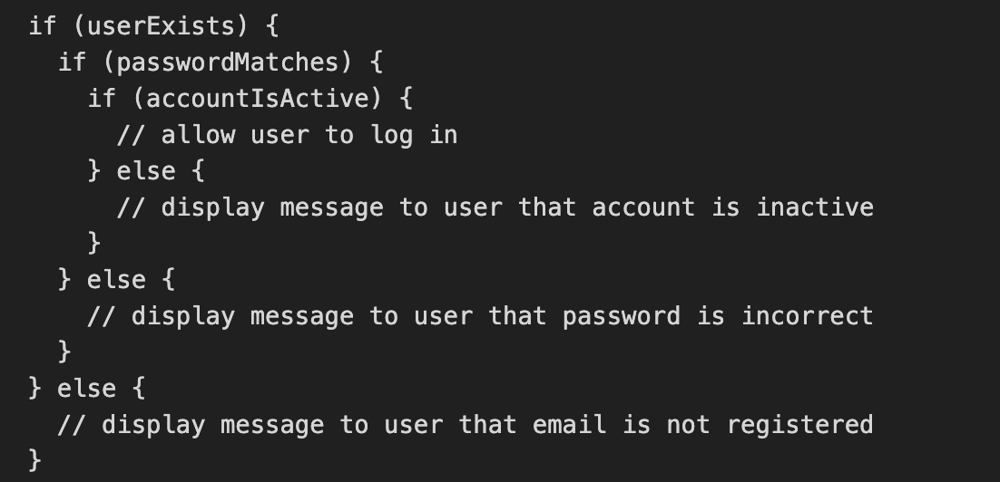 if (userExists) {
  if (passwordMatches) {
    if (accountIsActive) {
      // allow user to log in
    } else {
      // display message to user that account is inactive
    }
  } else {
    // display message to user that password is incorrect
  }
} else {
  // display message to user that email is not registered
}